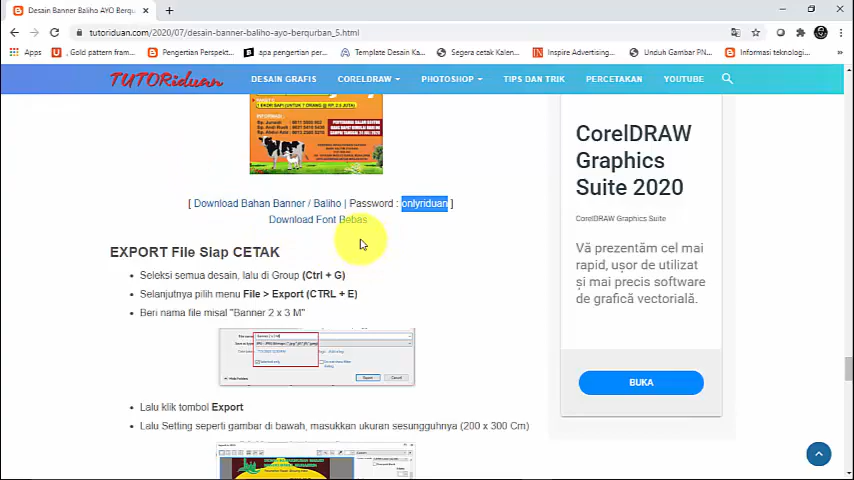 Desain Banner Baliho AYO Berqu
tutoriduan.com/2020/07/desain-banner-baliho-ayo-berqurban_5.html
Apps
Gold pattern fram...
Pengertian Perspekt...
apa pengertian per...
Template Desain Ka...
Segera cetak Kalen...
Inspire Advertising...
Unduh Gambar PN...
Informasi teknologi...
TUTORiduan
DESAIN GRAFIS
CORELDRAW
PHOTOSHOP
TIPS DAN TRIK
PERCETAKAN
YOUTUBE
[ Download Bahan Banner / Baliho | Password : onlyriduan ]
Download Font Bebas
EXPORT File Siap CETAK
Seleksi semua desain, lalu di Group (Ctrl + G)
Selanjutnya pilih menu File > Export (CTRL + E)
Beri nama file misal "Banner 2 x 3 M"
Export
Cancel
Lalu klik tombol Export
Lalu Setting seperti gambar di bawah, masukkan ukuran sesungguhnya (200 x 300 Cm)
CorelDRAW
Graphics
Suite 2020
CorelDRAW Graphics Suite
Vă prezentăm cel mai
rapid, ușor de utilizat
și mai precis software
de grafică vectorială.
BUKA